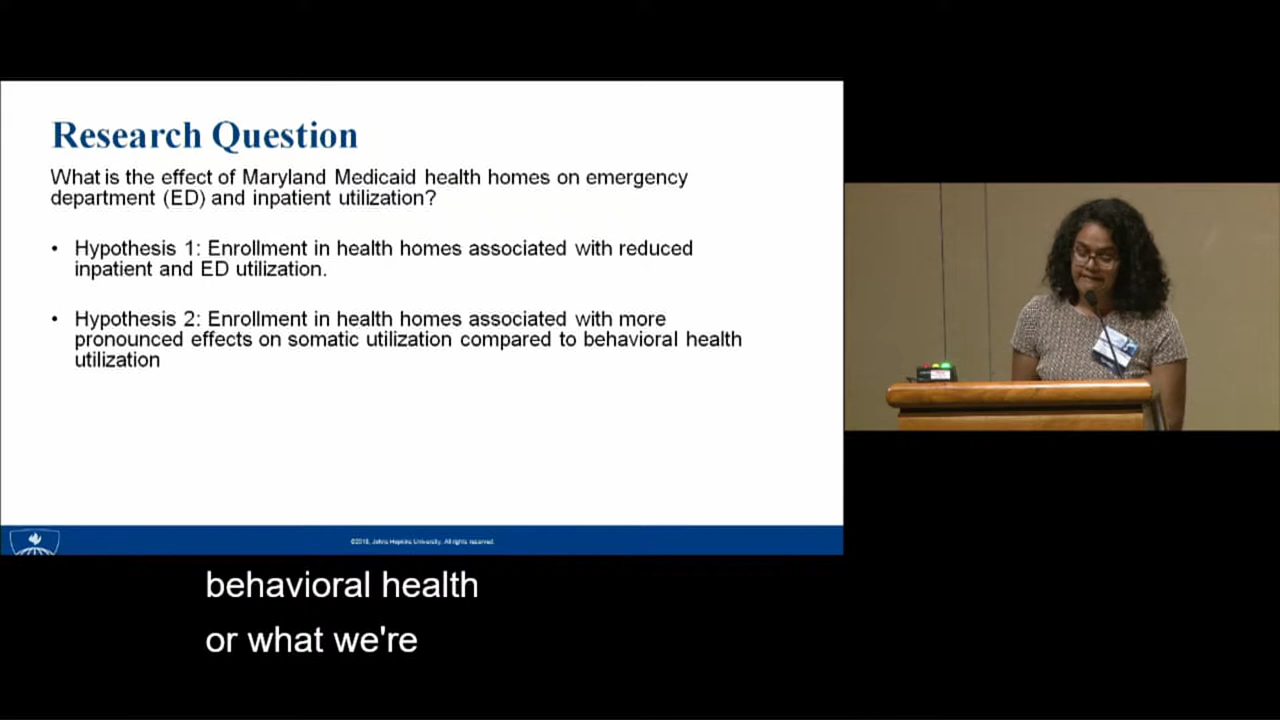 Research Question
What is the effect of Maryland Medicaid health homes on emergency
department (ED) and inpatient utilization?
• Hypothesis 1: Enrollment in health homes associated with reduced
inpatient and ED utilization.
• Hypothesis 2: Enrollment in health homes associated with more
pronounced effects on somatic utilization compared to behavioral health
utilization
©2018, Johns Hopkins University. All rights reserved.
behavioral health
or what we're